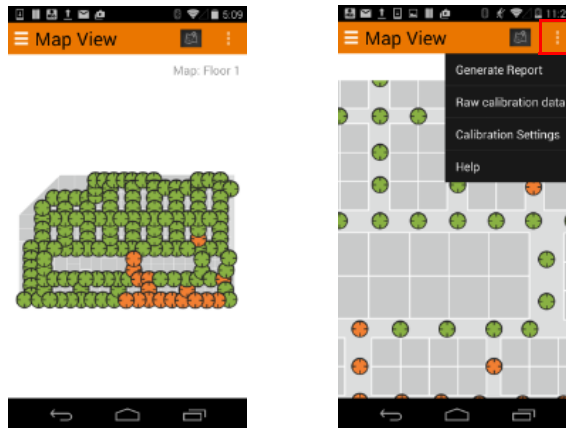 5:09
Map View
Map: Floor 1
11:2
Map View
Generate Report
Raw calibration data
Calibration Settings
Help